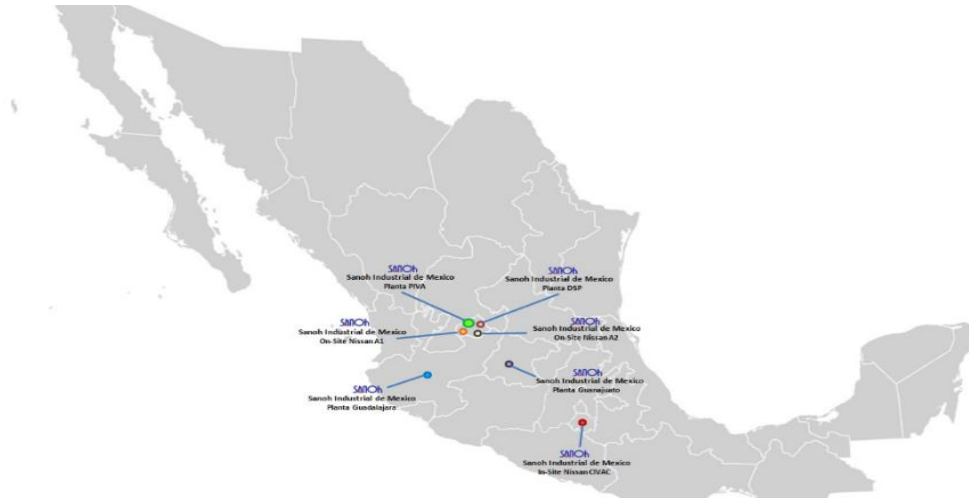 SANOh
Sanoh Industrial de Mexico
Planta PIVA
SANOh
Sanoh Industrial de Mexico
Planta DSP
SANOh
Sanoh Industrial de Mexico
On-Site Nissan A1
SANOh
Sanoh Industrial de Mexico
On-Site Nissan A2
SANOh
Sanoh Industrial de Mexico
Planta Guadalajara
SANOh
Sanoh Industrial de Mexico
Planta Guanajuato
SANOh
Sanoh Industrial de Mexico
In-Site Nissan CIVAC